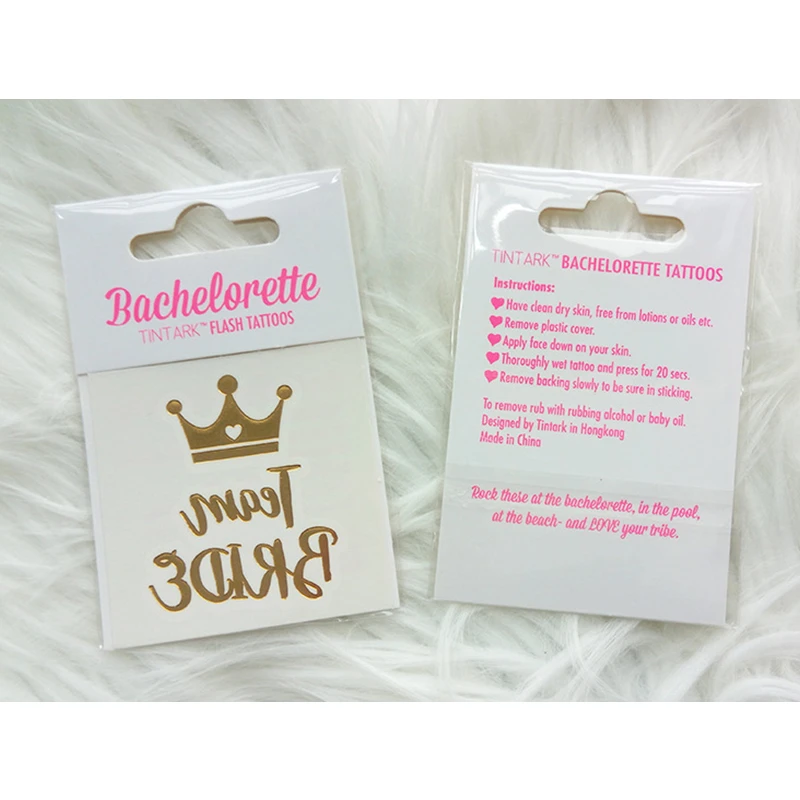 Bachelorette
TINTARK™ FLASH TATTOOS
Team
BRIDE
TINTARK™ BACHELORETTE TATTOOS
Instructions:
Have clean dry skin, free from lotions or oils etc.
Remove plastic cover.
Apply face down on your skin.
Thoroughly wet tattoo and press for 20 secs.
Remove backing slowly to be sure in sticking.
To remove rub with rubbing alcohol or baby oil.
Designed by Tintark in Hongkong
Made in China
Rock these at the bachelorette, in the pool,
at the beach- and LOVE your tribe.